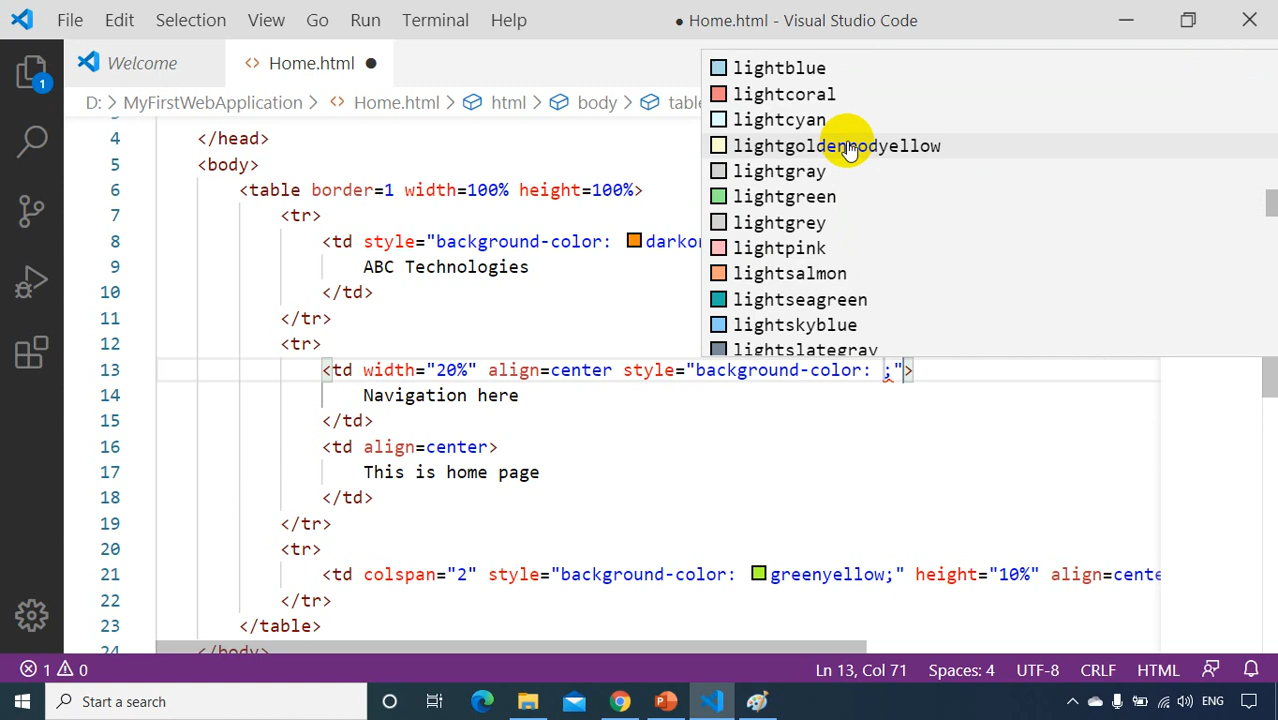 File Edit Selection View Go Run Terminal Help ● Home.html - Visual Studio Code
Welcome <> Home.html ●
D: > MyFirstWebApplication > <> Home.html > html > body > table
1
lightblue
lightcoral
lightcyan
lightgoldenrodyellow
lightgray
lightgreen
lightgrey
lightpink
lightsalmon
lightseagreen
lightskyblue
lightslategray
4 </head>
5 <body>
6 <table border=1 width=100% height=100%>
7 <tr>
8 <td style="background-color: darkor
9 ABC Technologies
10 </td>
11 </tr>
12 <tr>
13 <td width="20%" align=center style="background-color: ;">
14 Navigation here
15 </td>
16 <td align=center>
17 This is home page
18 </td>
19 </tr>
20 <tr>
21 <td colspan="2" style="background-color: greenyellow;" height="10%" align=cente
22 </tr>
23 </table>
24 </body>
1 0 Ln 13, Col 71 Spaces: 4 UTF-8 CRLF HTML
Start a search ENG